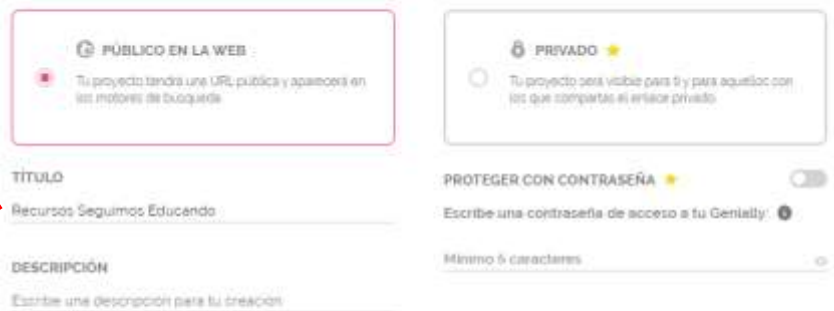 PÚBLICO EN LA WEB
Tu proyecto tendrá una URL pública y aparecerá en
los motores de búsqueda
PRIVADO
Tu proyecto será visible para ti y para aquellos con
los que compartas el enlace privado
TÍTULO
Recursos Seguimos Educando
DESCRIPCIÓN
Escribe una descripción para tu creación
PROTEGER CON CONTRASEÑA
Escribe una contraseña de acceso a tu Genially:
Mínimo 6 caracteres